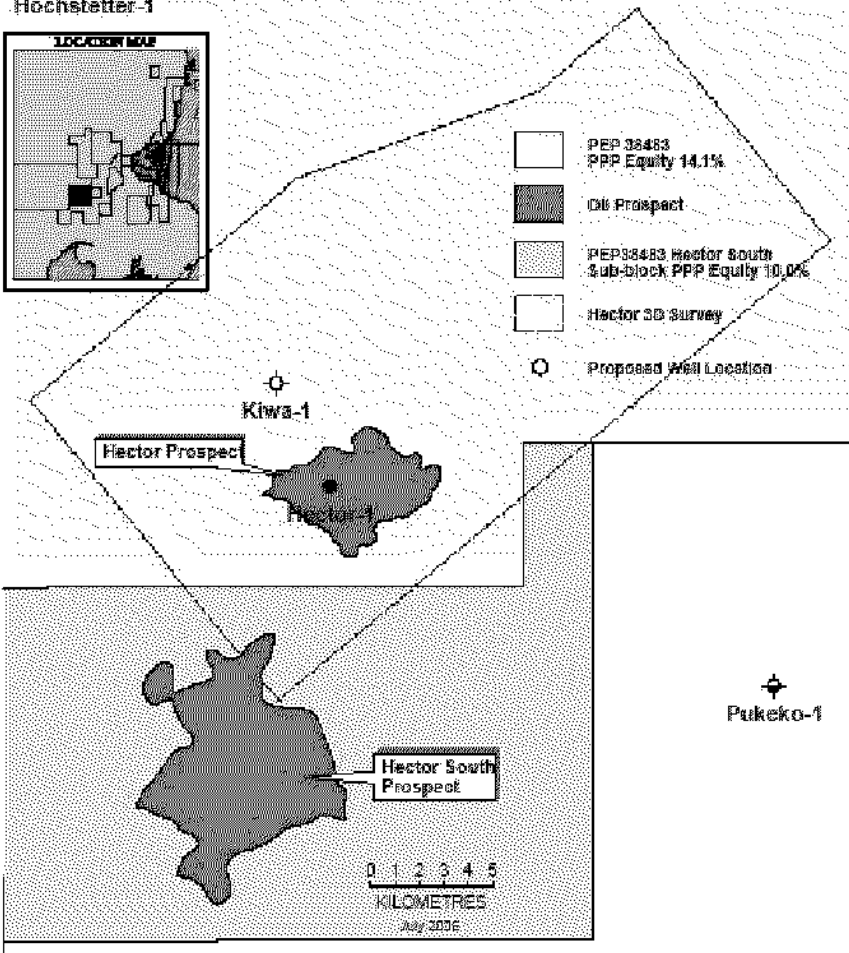 Hochstetter-1
LOCATION MAP
PEP 38483
PPP Equity 14.1%
Oil Prospect
PEP38483 Hector South
Sub-block PPP Equity 10.0%
Hector 3D Survey
Proposed Well Location
Kiwa-1
Hector Prospect
Hector-1
Pukeko-1
Hector South
Prospect
0 1 2 3 4 5
KILOMETRES
July 2006